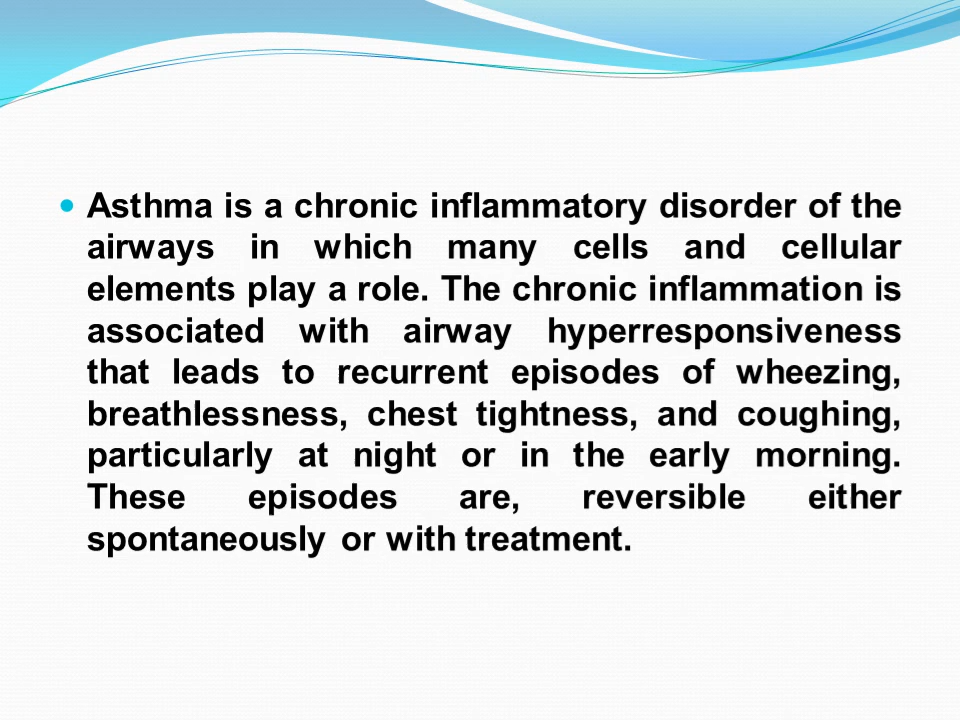 Asthma is a chronic inflammatory disorder of the
airways in which many cells and cellular
elements play a role. The chronic inflammation is
associated with airway hyperresponsiveness
that leads to recurrent episodes of wheezing,
breathlessness, chest tightness, and coughing,
particularly at night or in the early morning.
These episodes are, reversible either
spontaneously or with treatment.